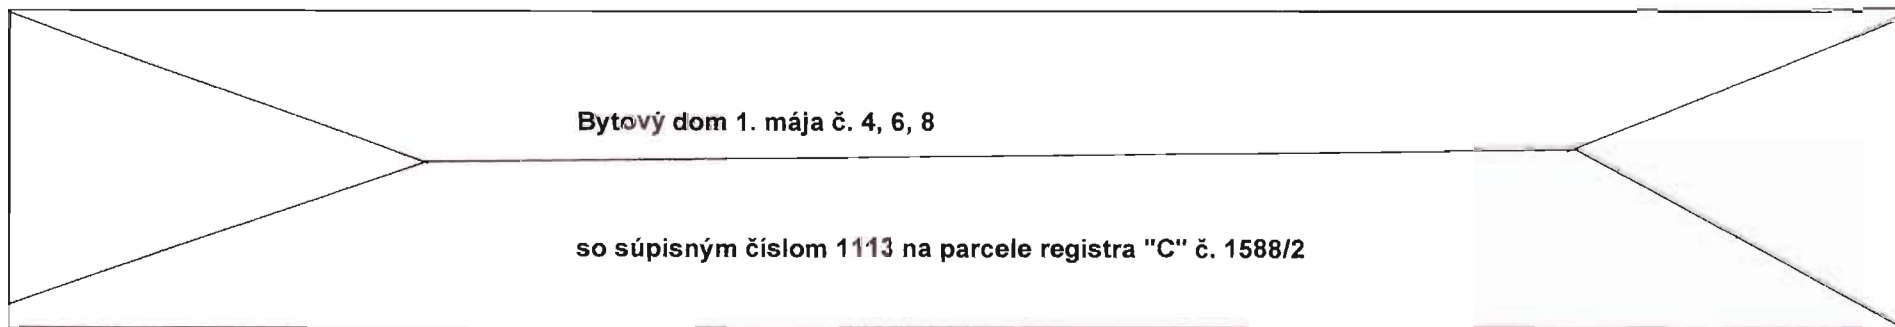 Bytový dom 1. mája č. 4, 6, 8
so súpisným číslom 1113 na parcele registra "C" č. 1588/2